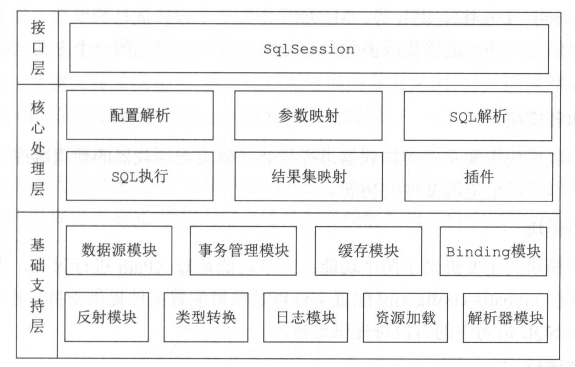 接口层
SqlSession
核心处理层
配置解析
参数映射
SQL解析
SQL执行
结果集映射
插件
基础支持层
数据源模块
事务管理模块
缓存模块
Binding模块
反射模块
类型转换
日志模块
资源加载
解析器模块